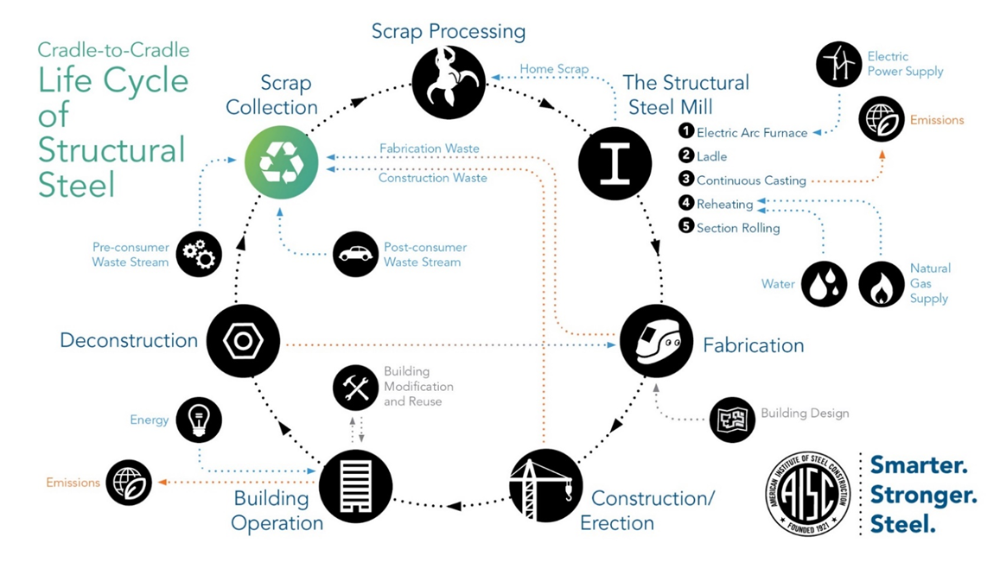 Cradle-to-Cradle
Life Cycle
of
Structural
Steel
Scrap Processing
Home Scrap
Scrap
Collection
The Structural
Steel Mill
1 Electric Arc Furnace
2 Ladle
3 Continuous Casting
4 Reheating
5 Section Rolling
Electric
Power Supply
Emissions
Fabrication Waste
Construction Waste
Pre-consumer
Waste Stream
Post-consumer
Waste Stream
Water
Natural
Gas
Supply
Deconstruction
Fabrication
Building
Modification
and Reuse
Building Design
Energy
Emissions
Building
Operation
Construction/
Erection
AMERICAN INSTITUTE OF STEEL CONSTRUCTION
AISC
FOUNDED 1921
Smarter.
Stronger.
Steel.